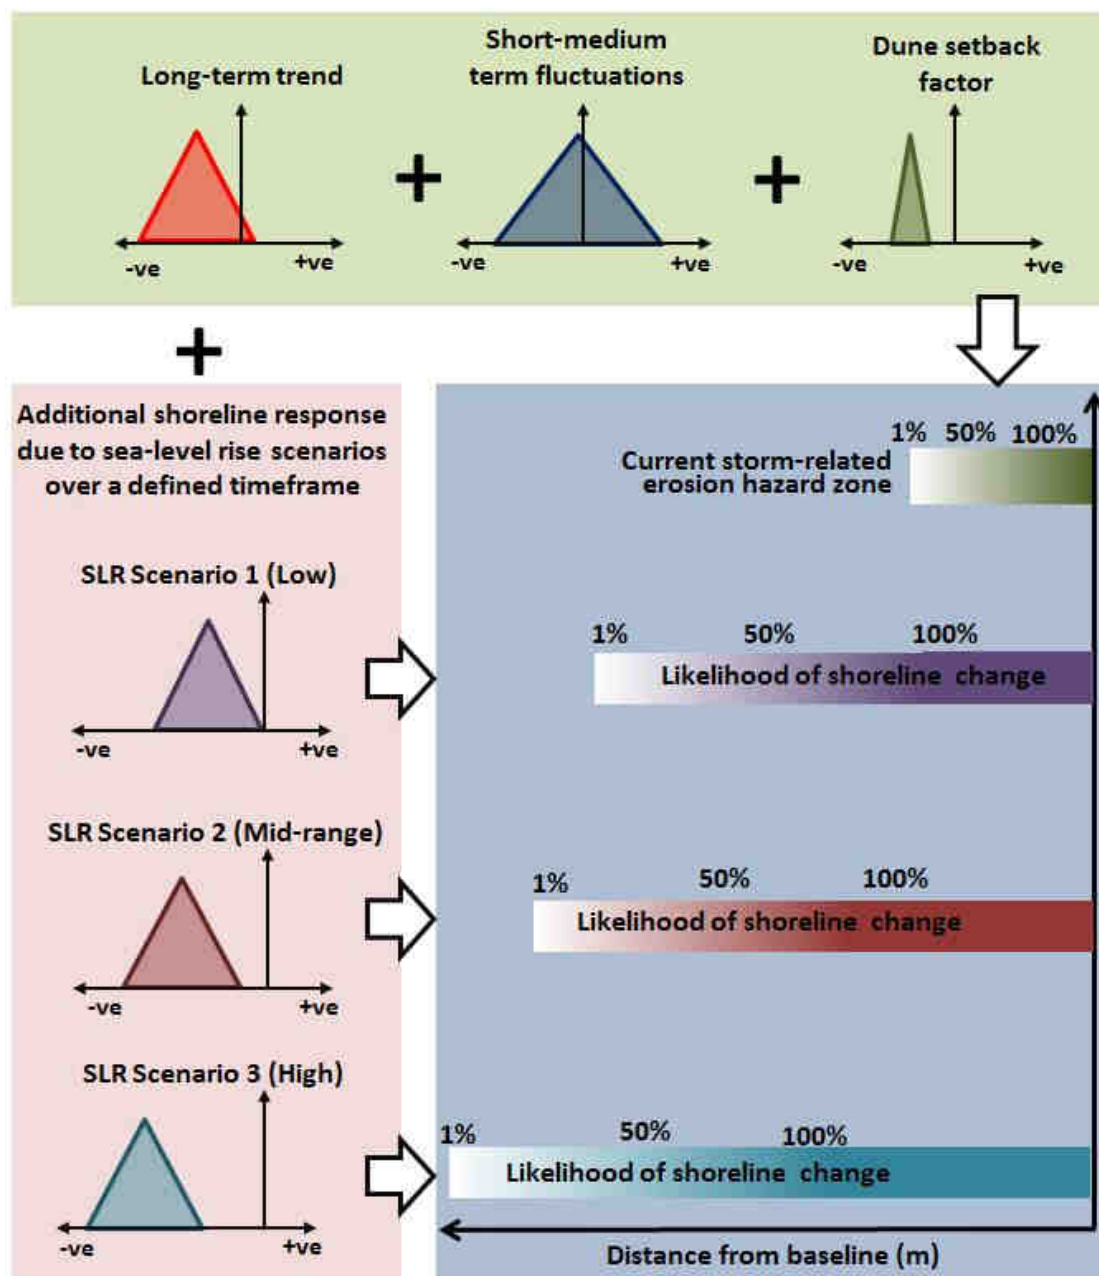 Long-term trend
-ve
+ve
+
Short-medium
term fluctuations
-ve
+ve
+
Dune setback
factor
-ve
+ve
+
Additional shoreline response
due to sea-level rise scenarios
over a defined timeframe
1% 50% 100%
Current storm-related
erosion hazard zone
SLR Scenario 1 (Low)
-ve
+ve
1% 50% 100%
Likelihood of shoreline change
SLR Scenario 2 (Mid-range)
-ve
+ve
1% 50% 100%
Likelihood of shoreline change
SLR Scenario 3 (High)
-ve
+ve
1% 50% 100%
Likelihood of shoreline change
Distance from baseline (m)